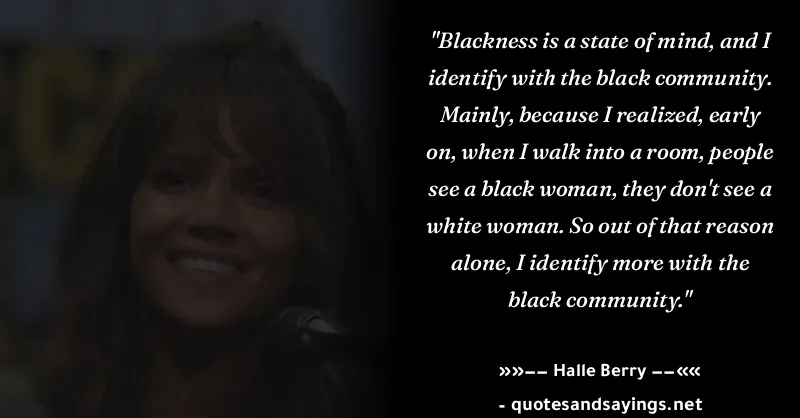 "Blackness is a state of mind, and I
identify with the black community.
Mainly, because I realized, early
on, when I walk into a room, people
see a black woman, they don't see a
white woman. So out of that reason
alone, I identify more with the
black community."
»»−− Halle Berry −−««
- quotesandsayings.net